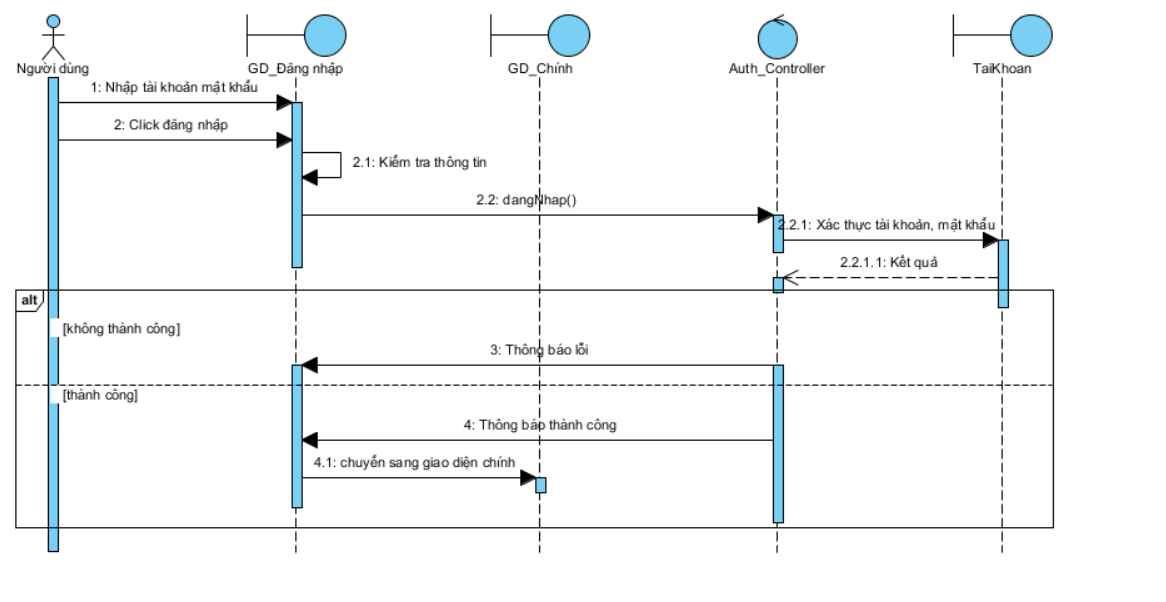 Người dùng
GD_Đăng nhập
GD_Chính
Auth_Controller
TaiKhoan
1: Nhập tài khoản mật khẩu
2: Click đăng nhập
2.1: Kiểm tra thông tin
2.2: dangNhap()
2.2.1: Xác thực tài khoản, mật khẩu
2.2.1.1: Kết quả
alt
[không thành công]
3: Thông báo lỗi
[thành công]
4: Thông báo thành công
4.1: chuyển sang giao diện chính